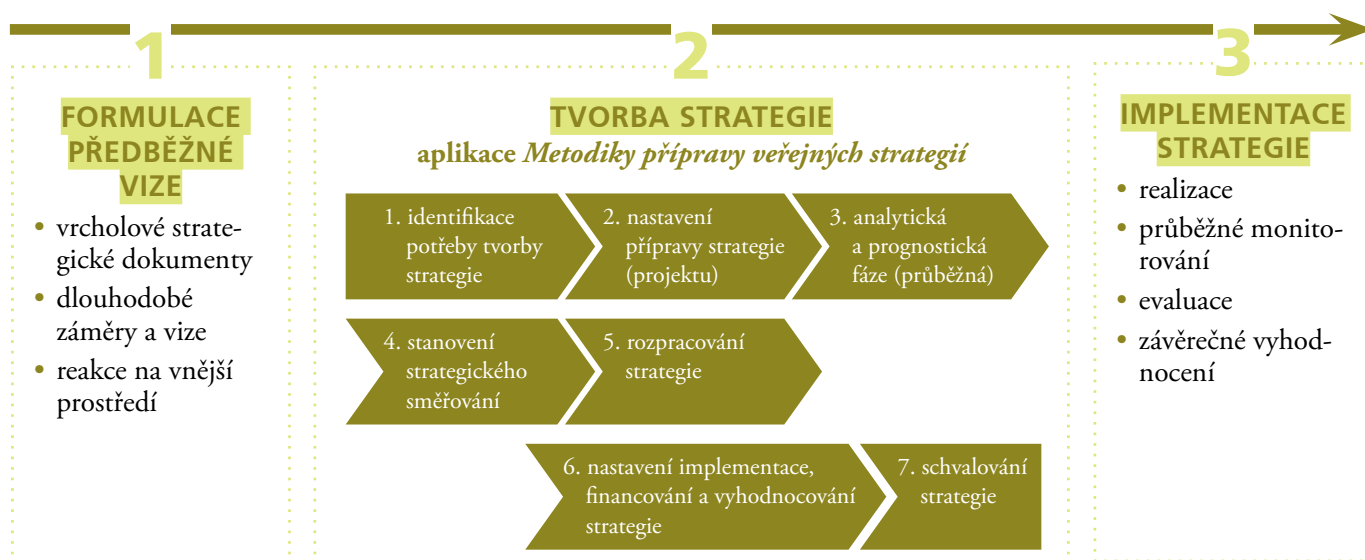 1
FORMULACE
PŘEDBĚŽNÉ
VIZE
• vrcholové strate-
gické dokumenty
• dlouhodobé
záměry a vize
• reakce na vnější
prostředí
2
TVORBA STRATEGIE
aplikace Metodiky přípravy veřejných strategií
1. identifikace
potřeby tvorby
strategie
2. nastavení
přípravy strategie
(projektu)
3. analytická
a prognostická
fáze (průběžná)
4. stanovení
strategického
směřování
5. rozpracování
strategie
6. nastavení implementace,
financování a vyhodnocování
strategie
7. schvalování
strategie
3
IMPLEMENTACE
STRATEGIE
• realizace
• průběžné monito-
rování
• evaluace
• závěrečné vyhod-
nocení